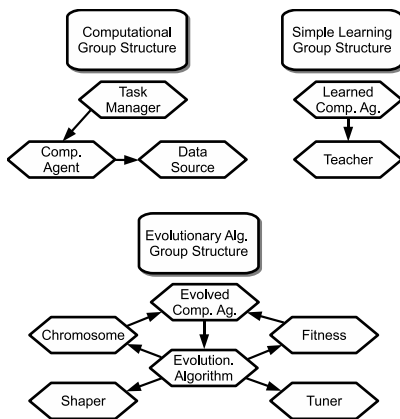 Computational
Group Structure
Simple Learning
Group Structure
Task
Manager
Learned
Comp. Ag.
Comp.
Agent
Data
Source
Teacher
Evolutionary Alg.
Group Structure
Evolved
Comp. Ag.
Chromosome
Fitness
Evolution.
Algorithm
Shaper
Tuner